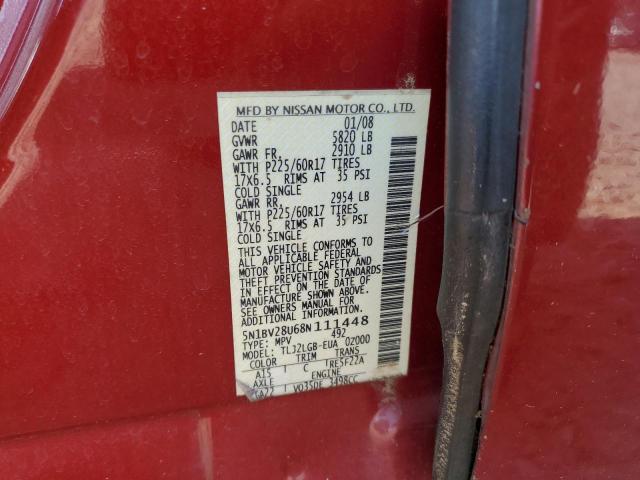 MFD BY NISSAN MOTOR CO., LTD.
DATE 01/08
GVWR 5820 LB
GAWR FR. 2910 LB
WITH P225/60R17 TIRES
17X6.5 RIMS AT 35 PSI
COLD SINGLE
GAWR RR. 2954 LB
WITH P225/60R17 TIRES
17X6.5 RIMS AT 35 PSI
COLD SINGLE
THIS VEHICLE CONFORMS TO
ALL APPLICABLE FEDERAL
MOTOR VEHICLE SAFETY AND
THEFT PREVENTION STANDARDS
IN EFFECT ON THE DATE OF
MANUFACTURE SHOWN ABOVE.
SEE OWNERS MANUAL FOR
ADDITIONAL INFORMATION.
5N1BV28U68N111448
TYPE: MPV 492
MODEL: TLJ2LGB-EUA 02000
COLOR TRIM TRANS
A15 C RE5F22A
AXLE ENGINE
VQ35DE 3498CC